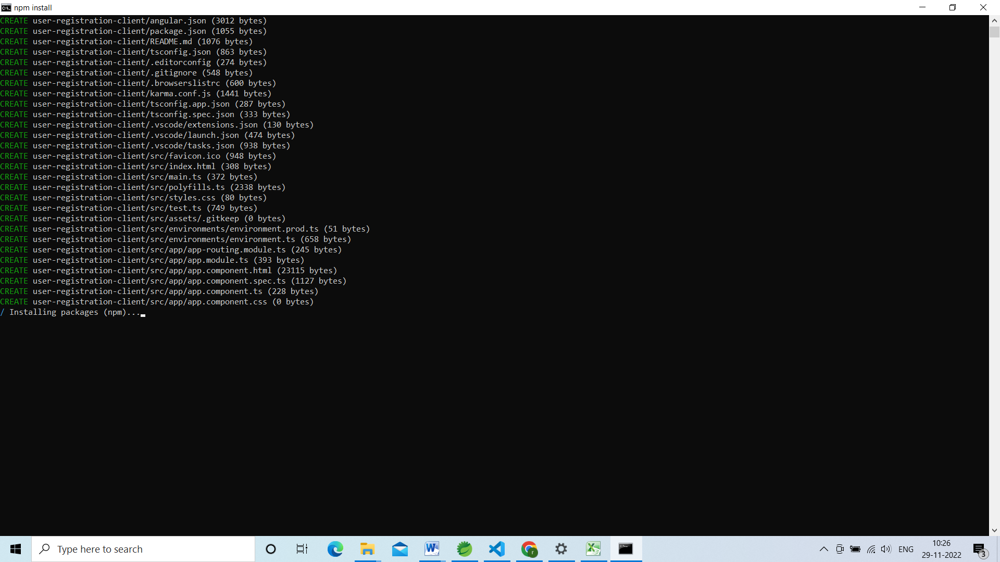 npm install
CREATE user-registration-client/angular.json (3012 bytes)
CREATE user-registration-client/package.json (1055 bytes)
CREATE user-registration-client/README.md (1076 bytes)
CREATE user-registration-client/tsconfig.json (863 bytes)
CREATE user-registration-client/.editorconfig (274 bytes)
CREATE user-registration-client/.gitignore (548 bytes)
CREATE user-registration-client/.browserslistrc (600 bytes)
CREATE user-registration-client/karma.conf.js (1441 bytes)
CREATE user-registration-client/tsconfig.app.json (287 bytes)
CREATE user-registration-client/tsconfig.spec.json (333 bytes)
CREATE user-registration-client/.vscode/extensions.json (130 bytes)
CREATE user-registration-client/.vscode/launch.json (474 bytes)
CREATE user-registration-client/.vscode/tasks.json (938 bytes)
CREATE user-registration-client/src/favicon.ico (948 bytes)
CREATE user-registration-client/src/index.html (308 bytes)
CREATE user-registration-client/src/main.ts (372 bytes)
CREATE user-registration-client/src/polyfills.ts (2338 bytes)
CREATE user-registration-client/src/styles.css (80 bytes)
CREATE user-registration-client/src/test.ts (749 bytes)
CREATE user-registration-client/src/assets/.gitkeep (0 bytes)
CREATE user-registration-client/src/environments/environment.prod.ts (51 bytes)
CREATE user-registration-client/src/environments/environment.ts (658 bytes)
CREATE user-registration-client/src/app/app-routing.module.ts (245 bytes)
CREATE user-registration-client/src/app/app.module.ts (393 bytes)
CREATE user-registration-client/src/app/app.component.html (23115 bytes)
CREATE user-registration-client/src/app/app.component.spec.ts (1127 bytes)
CREATE user-registration-client/src/app/app.component.ts (228 bytes)
CREATE user-registration-client/src/app/app.component.css (0 bytes)
/ Installing packages (npm)...
Type here to search
ENG
10:26
29-11-2022
3